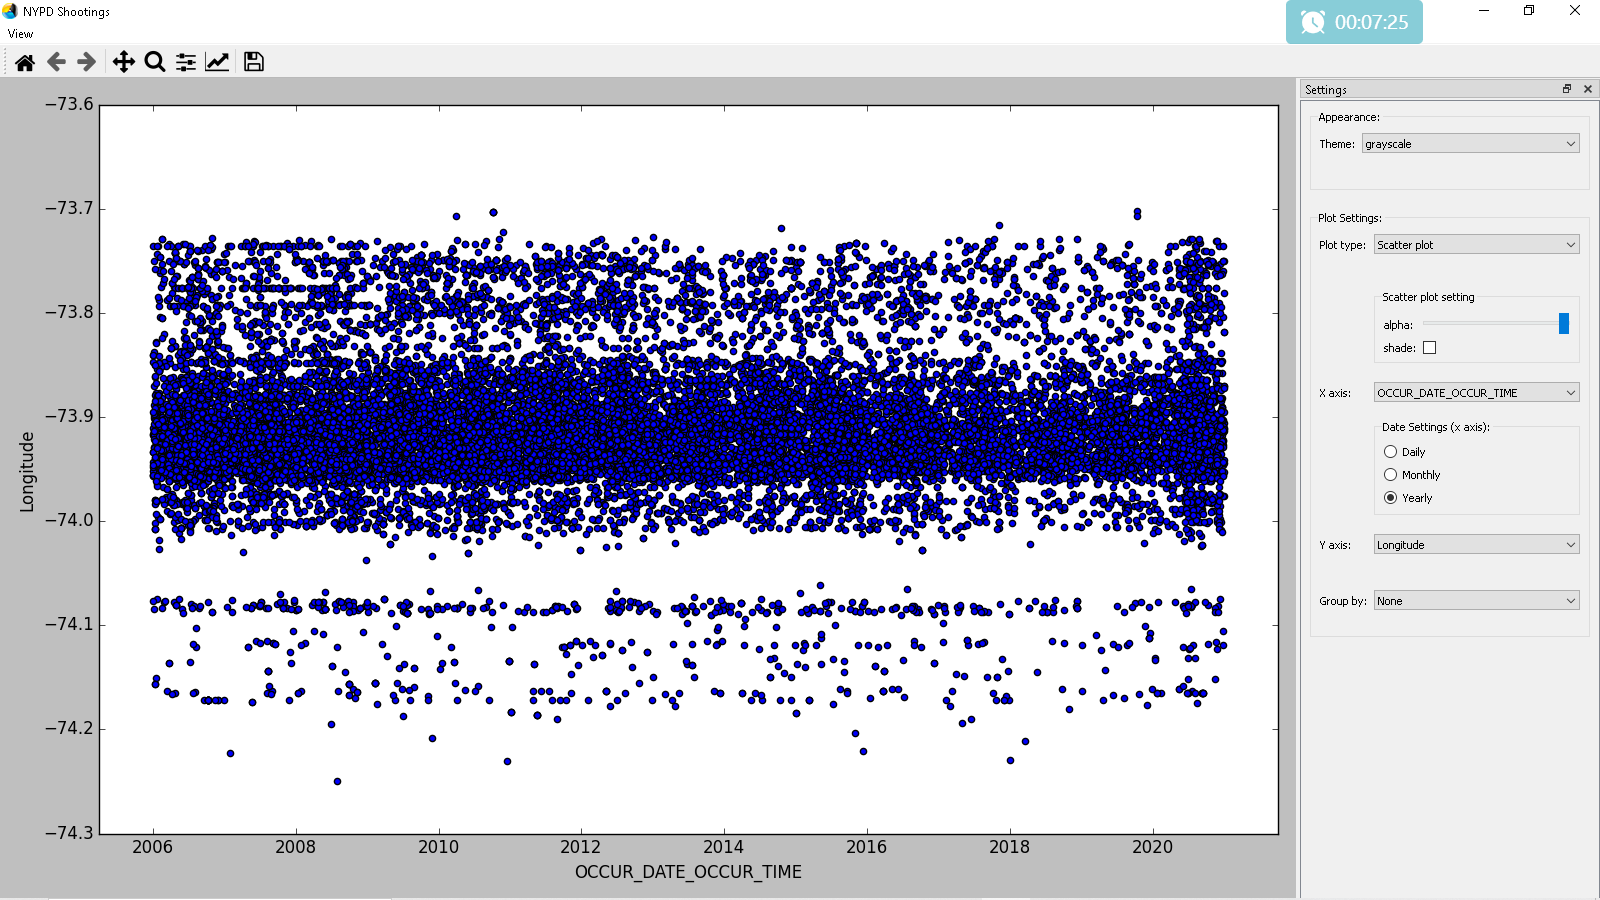 NYPD Shootings
00:07:25
View
Settings
Appearance:
Theme: grayscale
Plot Settings:
Plot type: Scatter plot
Scatter plot setting
alpha:
shade:
X axis: OCCUR_DATE_OCCUR_TIME
Date Settings (x axis):
Daily
Monthly
Yearly
Y axis: Longitude
Group by: None
−73.6
−73.7
−73.8
−73.9
−74.0
−74.1
−74.2
−74.3
Longitude
2006 2008 2010 2012 2014 2016 2018 2020
OCCUR_DATE_OCCUR_TIME